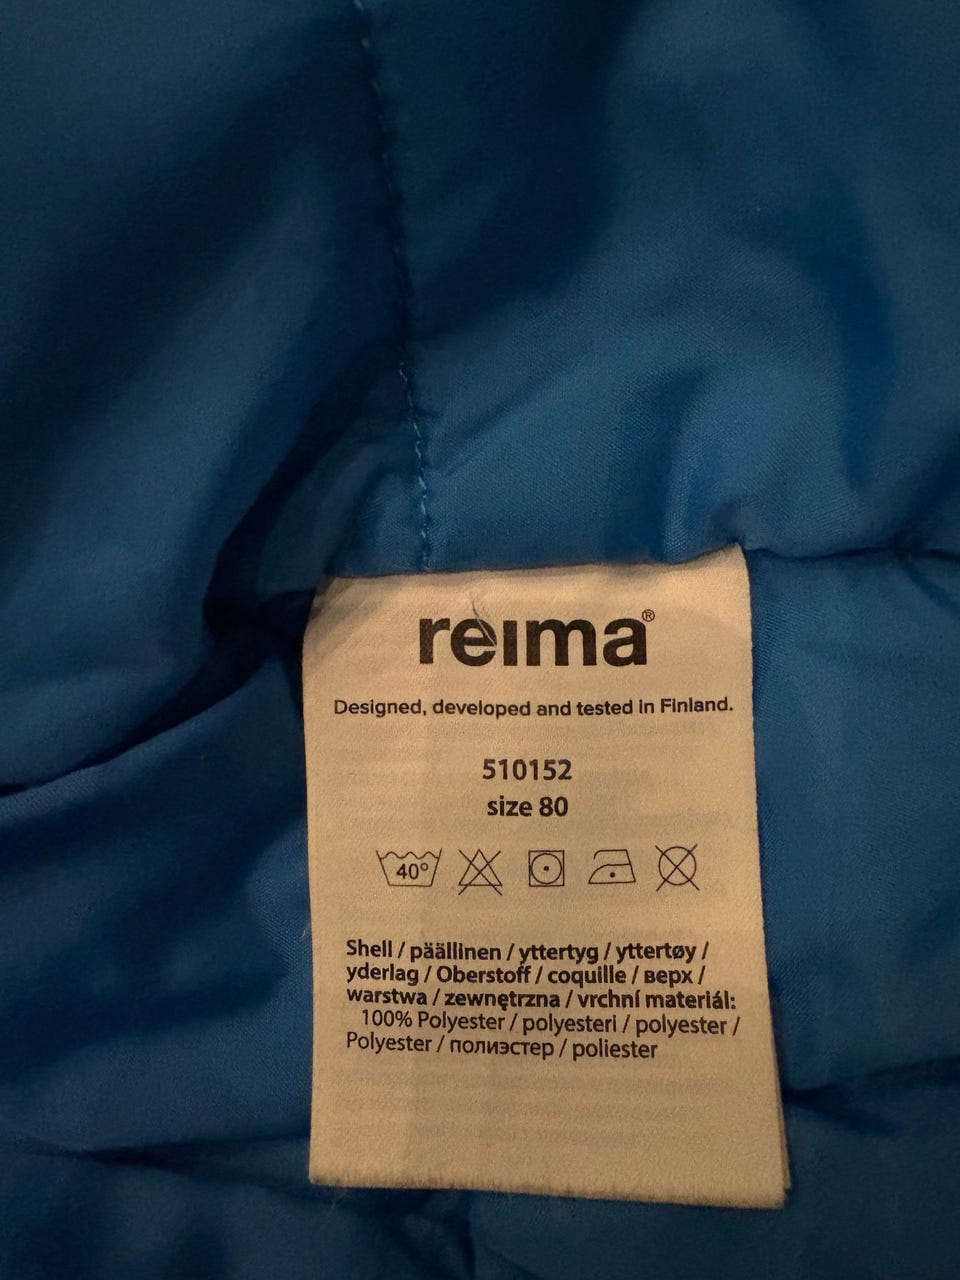 reima®
Designed, developed and tested in Finland.
510152
size 80
40°
Shell / päällinen / yttertyg / yttertøy /
yderlag / Oberstoff / coquille / верх /
warstwa / zewnętrzna / vrchní materiál:
100% Polyester / polyesteri / polyester /
Polyester / полиэстер / poliester